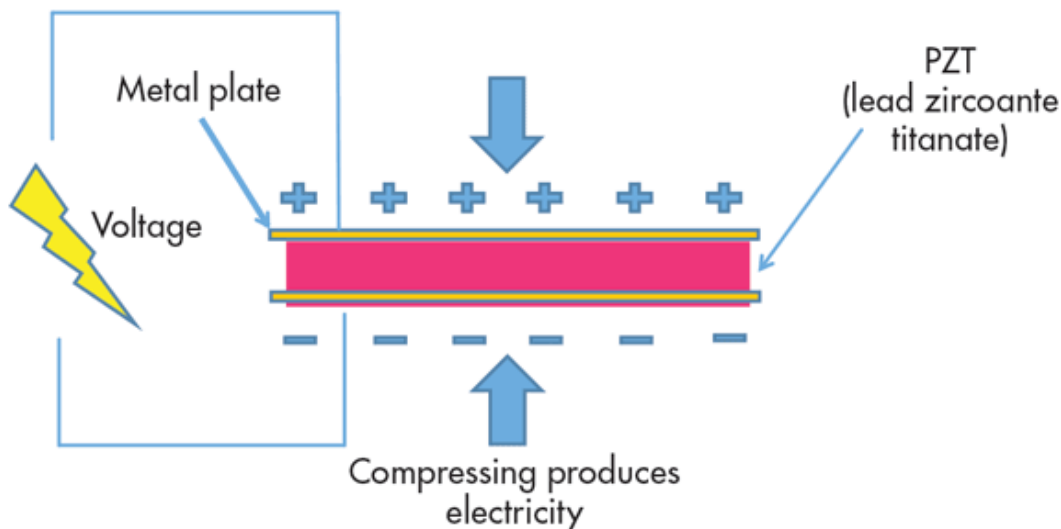 Metal plate
PZT
(lead zircoante
titanate)
Voltage
Compressing produces
electricity